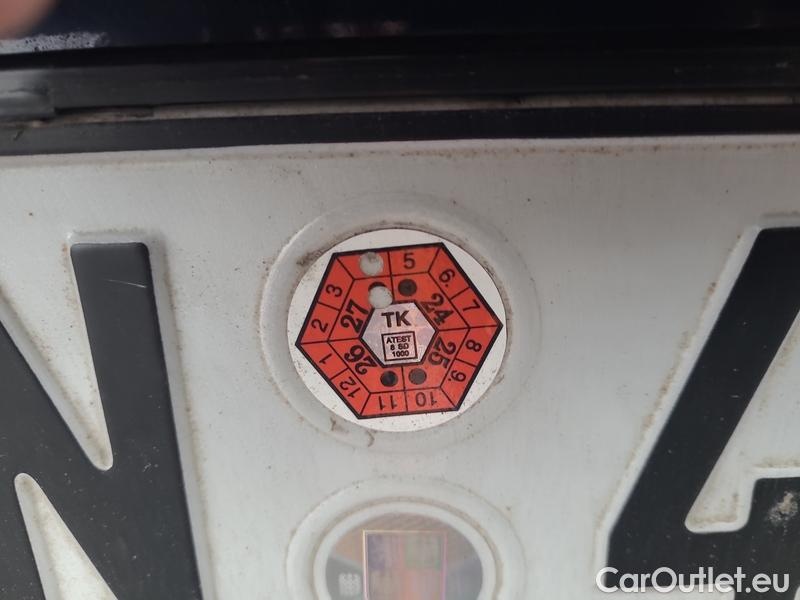 N A
3 5 6. 7
2 27 24 8
1 26 25 9.
12 11 10
TK
ATEST
8 SD
1000
CarOutlet.eu